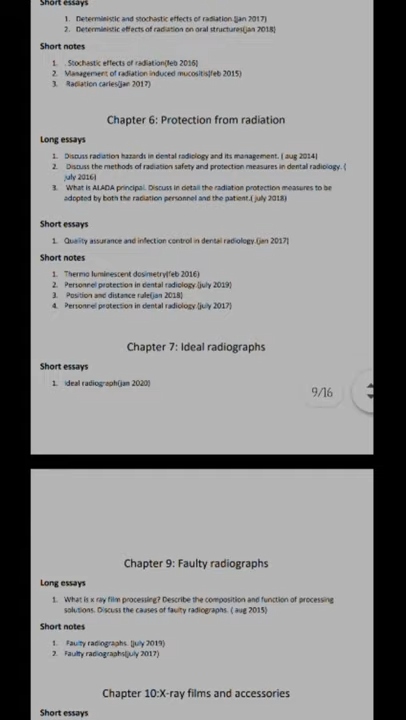 Short essays
1. Deterministic and stochastic effects of radiation.(jan 2017)
2. Deterministic effects of radiation on oral structures(jan 2018)
Short notes
1. . Stochastic effects of radiation(feb 2016)
2. Management of radiation induced mucositis(feb 2015)
3. Radiation caries(jan 2017)
Chapter 6: Protection from radiation
Long essays
1. Discuss radiation hazards in dental radiology and its management. ( aug 2014)
2. Discuss the methods of radiation safety and protection measures in dental radiology. (
july 2016)
3. What is ALADA principal. Discuss in detail the radiation protection measures to be
adopted by both the radiation personnel and the patient.( july 2018)
Short essays
1. Quality assurance and infection control in dental radiology.(jan 2017)
Short notes
1. Thermo luminescent dosimetry(feb 2016)
2. Personnel protection in dental radiology.(july 2019)
3. Position and distance rule(jan 2018)
4. Personnel protection in dental radiology.(july 2017)
Chapter 7: Ideal radiographs
Short essays
1. Ideal radiograph(jan 2020)
9/16
Chapter 9: Faulty radiographs
Long essays
1. What is x ray film processing? Describe the composition and function of processing
solutions. Discuss the causes of faulty radiographs. ( aug 2015)
Short notes
1. Faulty radiographs. (july 2019)
2. Faulty radiographs(july 2017)
Chapter 10:X-ray films and accessories
Short essays